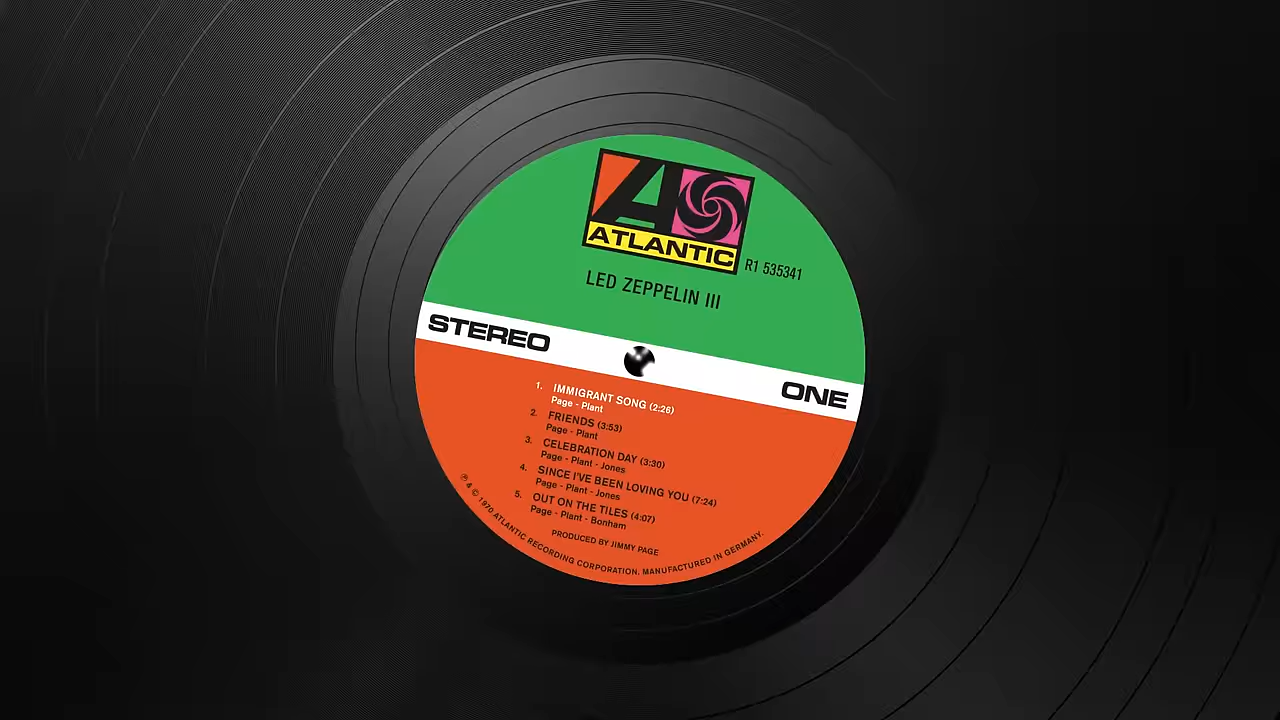 ATLANTIC
R1 535341
LED ZEPPELIN III
STEREO
ONE
1. IMMIGRANT SONG (2:26)
Page - Plant
2. FRIENDS (3:53)
Page - Plant
3. CELEBRATION DAY (3:30)
Page - Plant - Jones
4. SINCE I'VE BEEN LOVING YOU (7:24)
Page - Plant - Jones
5. OUT ON THE TILES (4:07)
Page - Plant - Bonham
PRODUCED BY JIMMY PAGE
℗ & © 1970 ATLANTIC RECORDING CORPORATION. MANUFACTURED IN GERMANY.